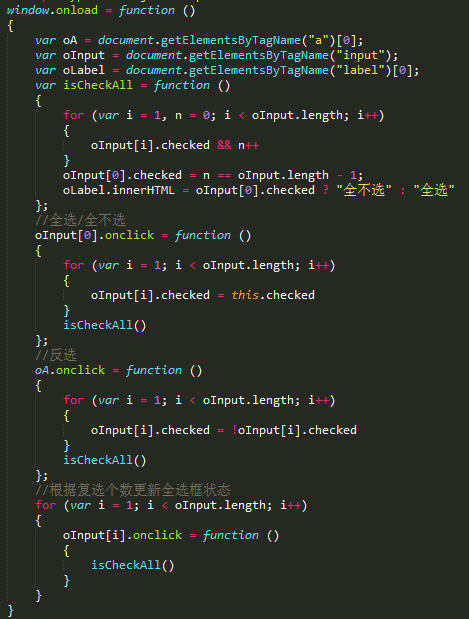 window.onload = function ()
{
    var oA = document.getElementsByTagName("a")[0];
    var oInput = document.getElementsByTagName("input");
    var oLabel = document.getElementsByTagName("label")[0];
    var isCheckAll = function ()
    {
        for (var i = 1, n = 0; i < oInput.length; i++)
        {
            oInput[i].checked && n++
        }
        oInput[0].checked = n == oInput.length - 1;
        oLabel.innerHTML = oInput[0].checked ? "全不选" : "全选"
    };
    //全选/全不选
    oInput[0].onclick = function ()
    {
        for (var i = 1; i < oInput.length; i++)
        {
            oInput[i].checked = this.checked
        }
        isCheckAll()
    };
    //反选
    oA.onclick = function ()
    {
        for (var i = 1; i < oInput.length; i++)
        {
            oInput[i].checked = !oInput[i].checked
        }
        isCheckAll()
    };
    //根据复选个数更新全选框状态
    for (var i = 1; i < oInput.length; i++)
    {
        oInput[i].onclick = function ()
        {
            isCheckAll()
        }
    }
}